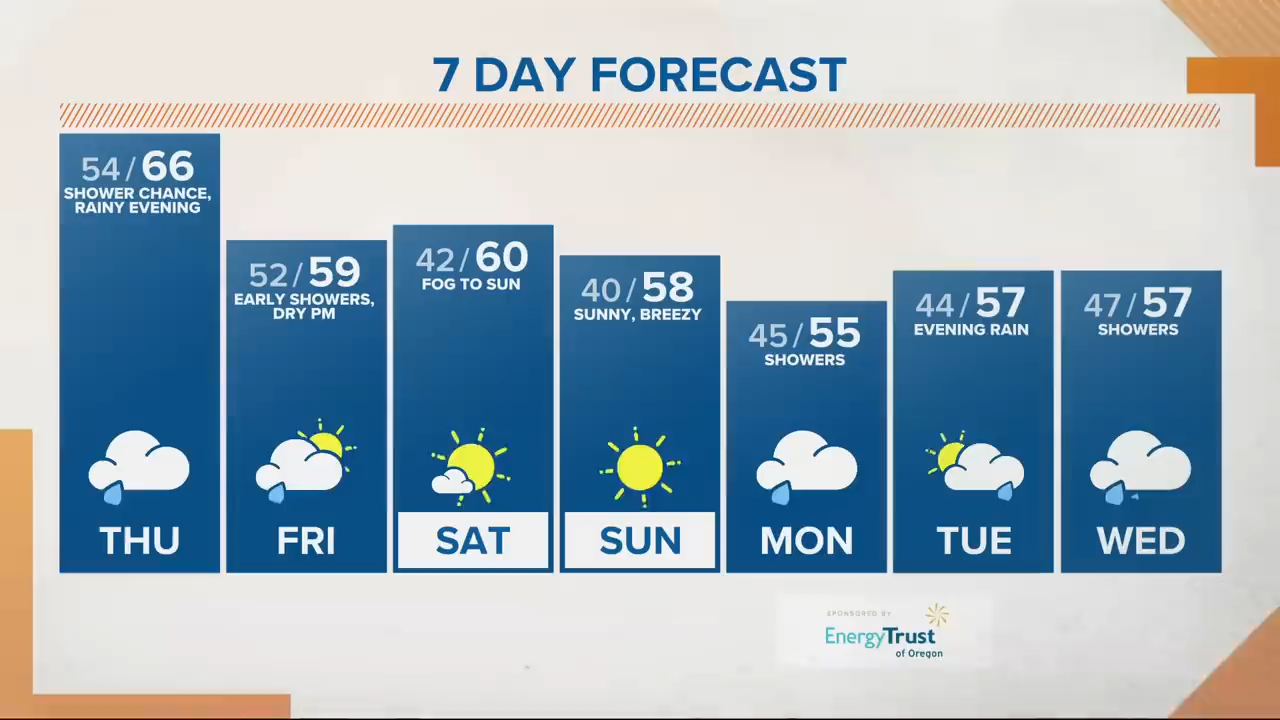 7 DAY FORECAST
54/66
SHOWER CHANCE,
RAINY EVENING
THU
52/59
EARLY SHOWERS,
DRY PM
FRI
42/60
FOG TO SUN
SAT
40/58
SUNNY, BREEZY
SUN
45/55
SHOWERS
MON
44/57
EVENING RAIN
TUE
47/57
SHOWERS
WED
SPONSORED BY
EnergyTrust
of Oregon